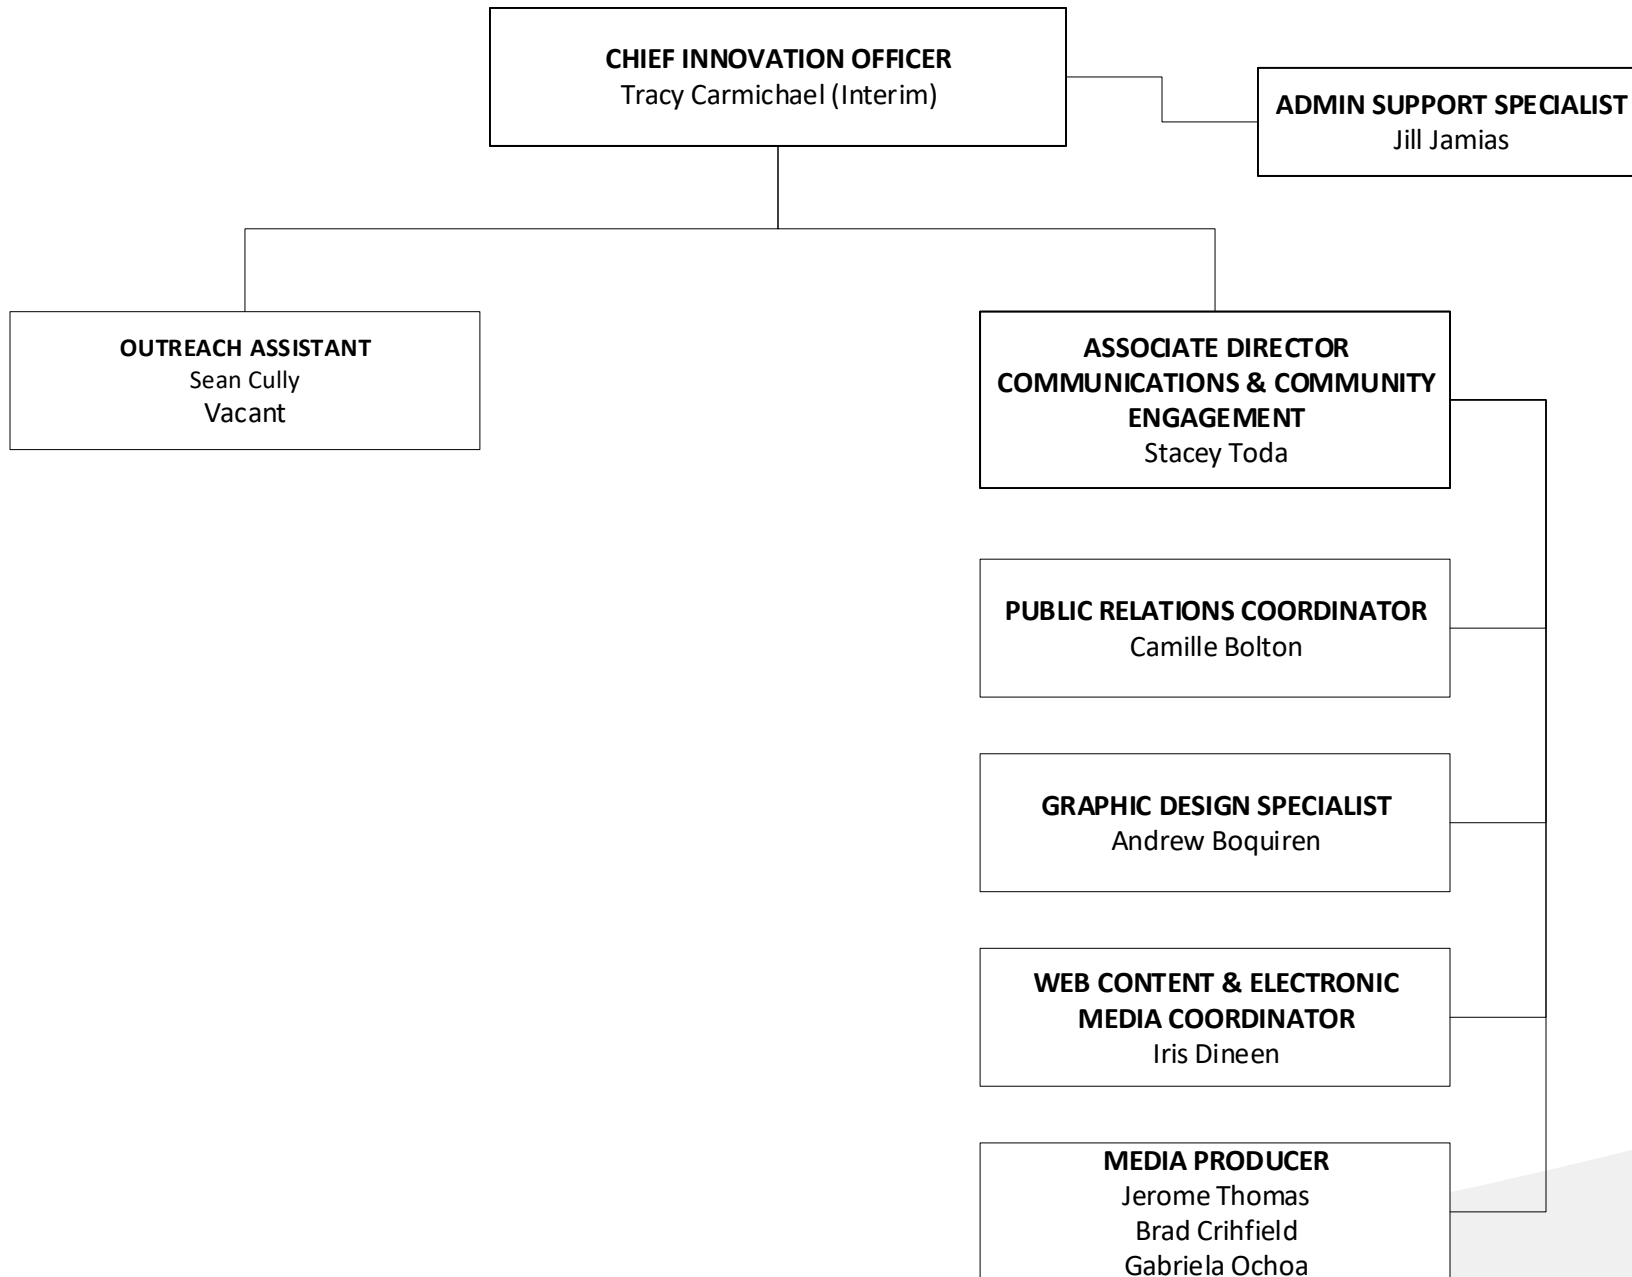 CHIEF INNOVATION OFFICER
Tracy Carmichael (Interim)
ADMIN SUPPORT SPECIALIST
Jill Jamias
OUTREACH ASSISTANT
Sean Cully
Vacant
ASSOCIATE DIRECTOR
COMMUNICATIONS & COMMUNITY
ENGAGEMENT
Stacey Toda
PUBLIC RELATIONS COORDINATOR
Camille Bolton
GRAPHIC DESIGN SPECIALIST
Andrew Boquiren
WEB CONTENT & ELECTRONIC
MEDIA COORDINATOR
Iris Dineen
MEDIA PRODUCER
Jerome Thomas
Brad Crihfield
Gabriela Ochoa